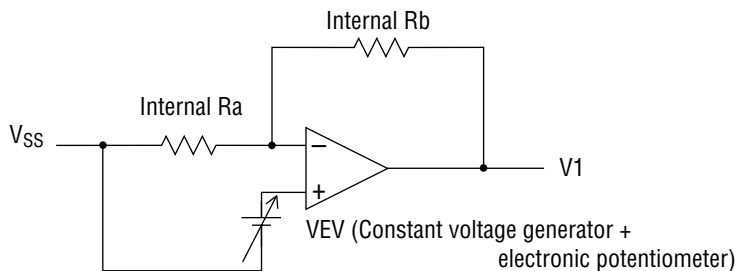 Internal Rb
Internal Ra
VSS
−
+
V1
VEV (Constant voltage generator +
electronic potentiometer)